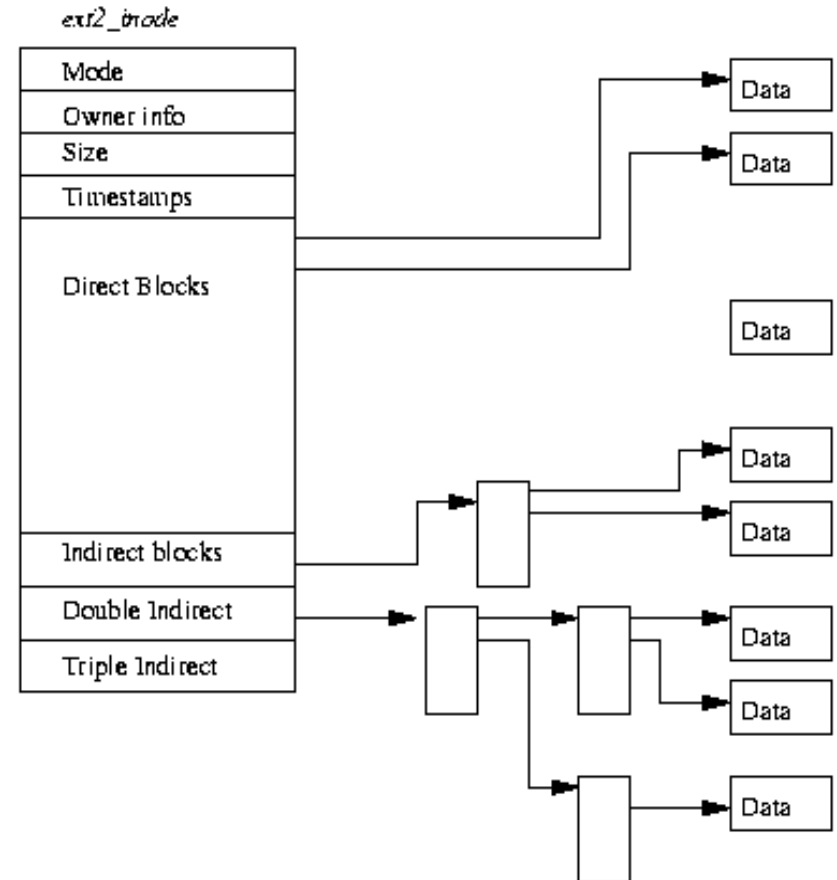 ext2_inode
Mode
Owner info
Size
Timestamps
Direct Blocks
Indirect blocks
Double Indirect
Triple Indirect
Data
Data
Data
Data
Data
Data
Data
Data